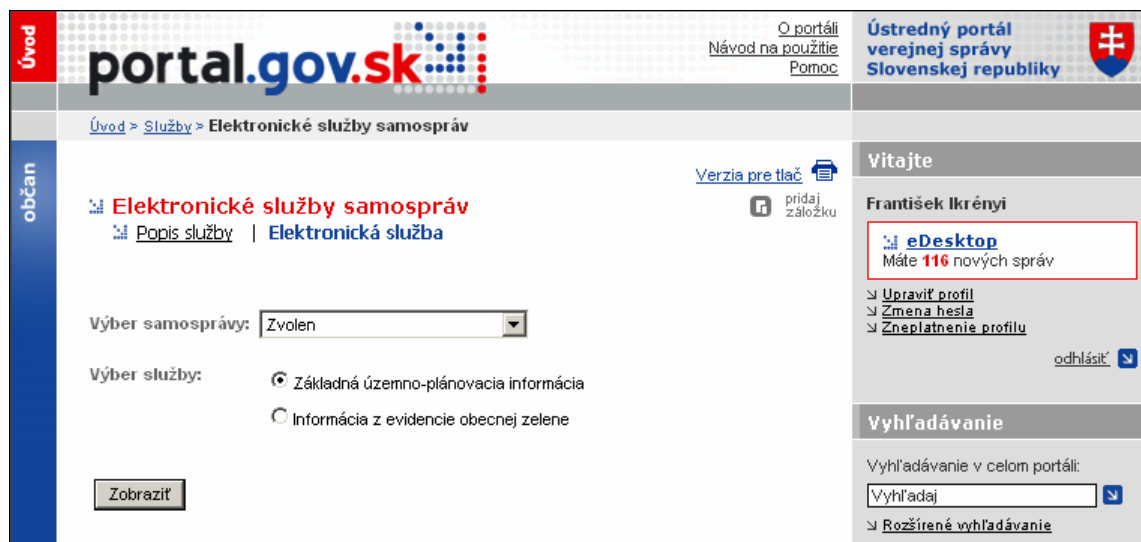 Úvod
portal.gov.sk
O portáli
Návod na použitie
Pomoc
Ústredný portál
verejnej správy
Slovenskej republiky
Úvod > Služby > Elektronické služby samospráv
občan
Verzia pre tlač
pridaj
záložku
Elektronické služby samospráv
Popis služby | Elektronická služba
Výber samosprávy: Zvolen
Výber služby:
Základná územno-plánovacia informácia
Informácia z evidencie obecnej zelene
Zobraziť
Vitajte
František Ikrényi
eDesktop
Máte 116 nových správ
Upraviť profil
Zmena hesla
Zneplatnenie profilu
odhlásiť
Vyhľadávanie
Vyhľadávanie v celom portáli:
Vyhľadaj
Rozšírené vyhľadávanie